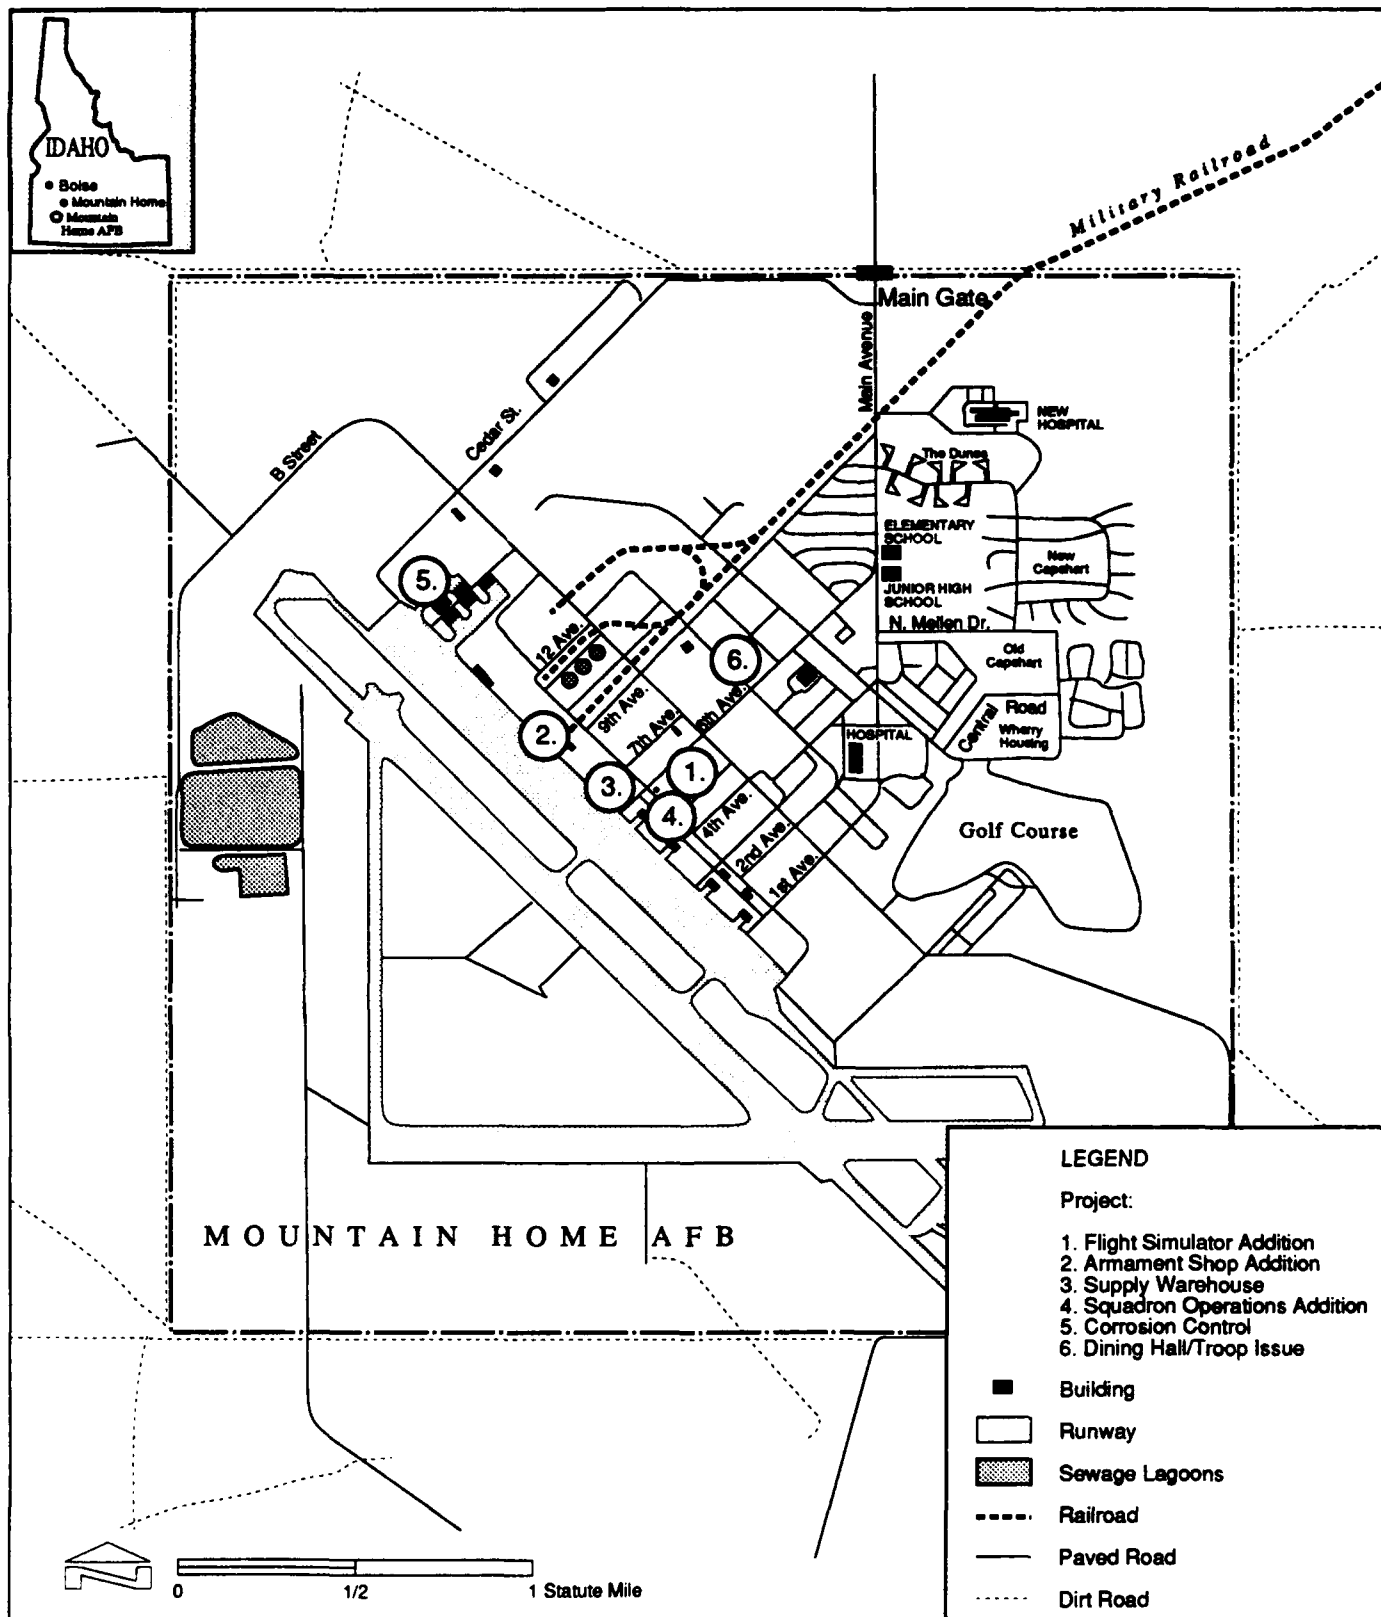 IDAHO
Boise
Mountain Home
Mountain
Home AFB
Military Railroad
Main Gate
Main Avenue
NEW
HOSPITAL
Cedar St.
B Street
The Dunes
ELEMENTARY
SCHOOL
New
Capehart
JUNIOR HIGH
SCHOOL
N. Mellen Dr.
5.
12 Ave.
6.
Old
Capehart
9th Ave.
7th Ave.
6th Ave.
Central Road
Wherry
Housing
HOSPITAL
2.
1.
3.
4.
4th Ave.
2nd Ave.
1st Ave.
Golf Course
MOUNTAIN HOME AFB
LEGEND
Project:
1. Flight Simulator Addition
2. Armament Shop Addition
3. Supply Warehouse
4. Squadron Operations Addition
5. Corrosion Control
6. Dining Hall/Troop Issue
Building
Runway
Sewage Lagoons
Railroad
Paved Road
Dirt Road
N
0 1/2 1 Statute Mile